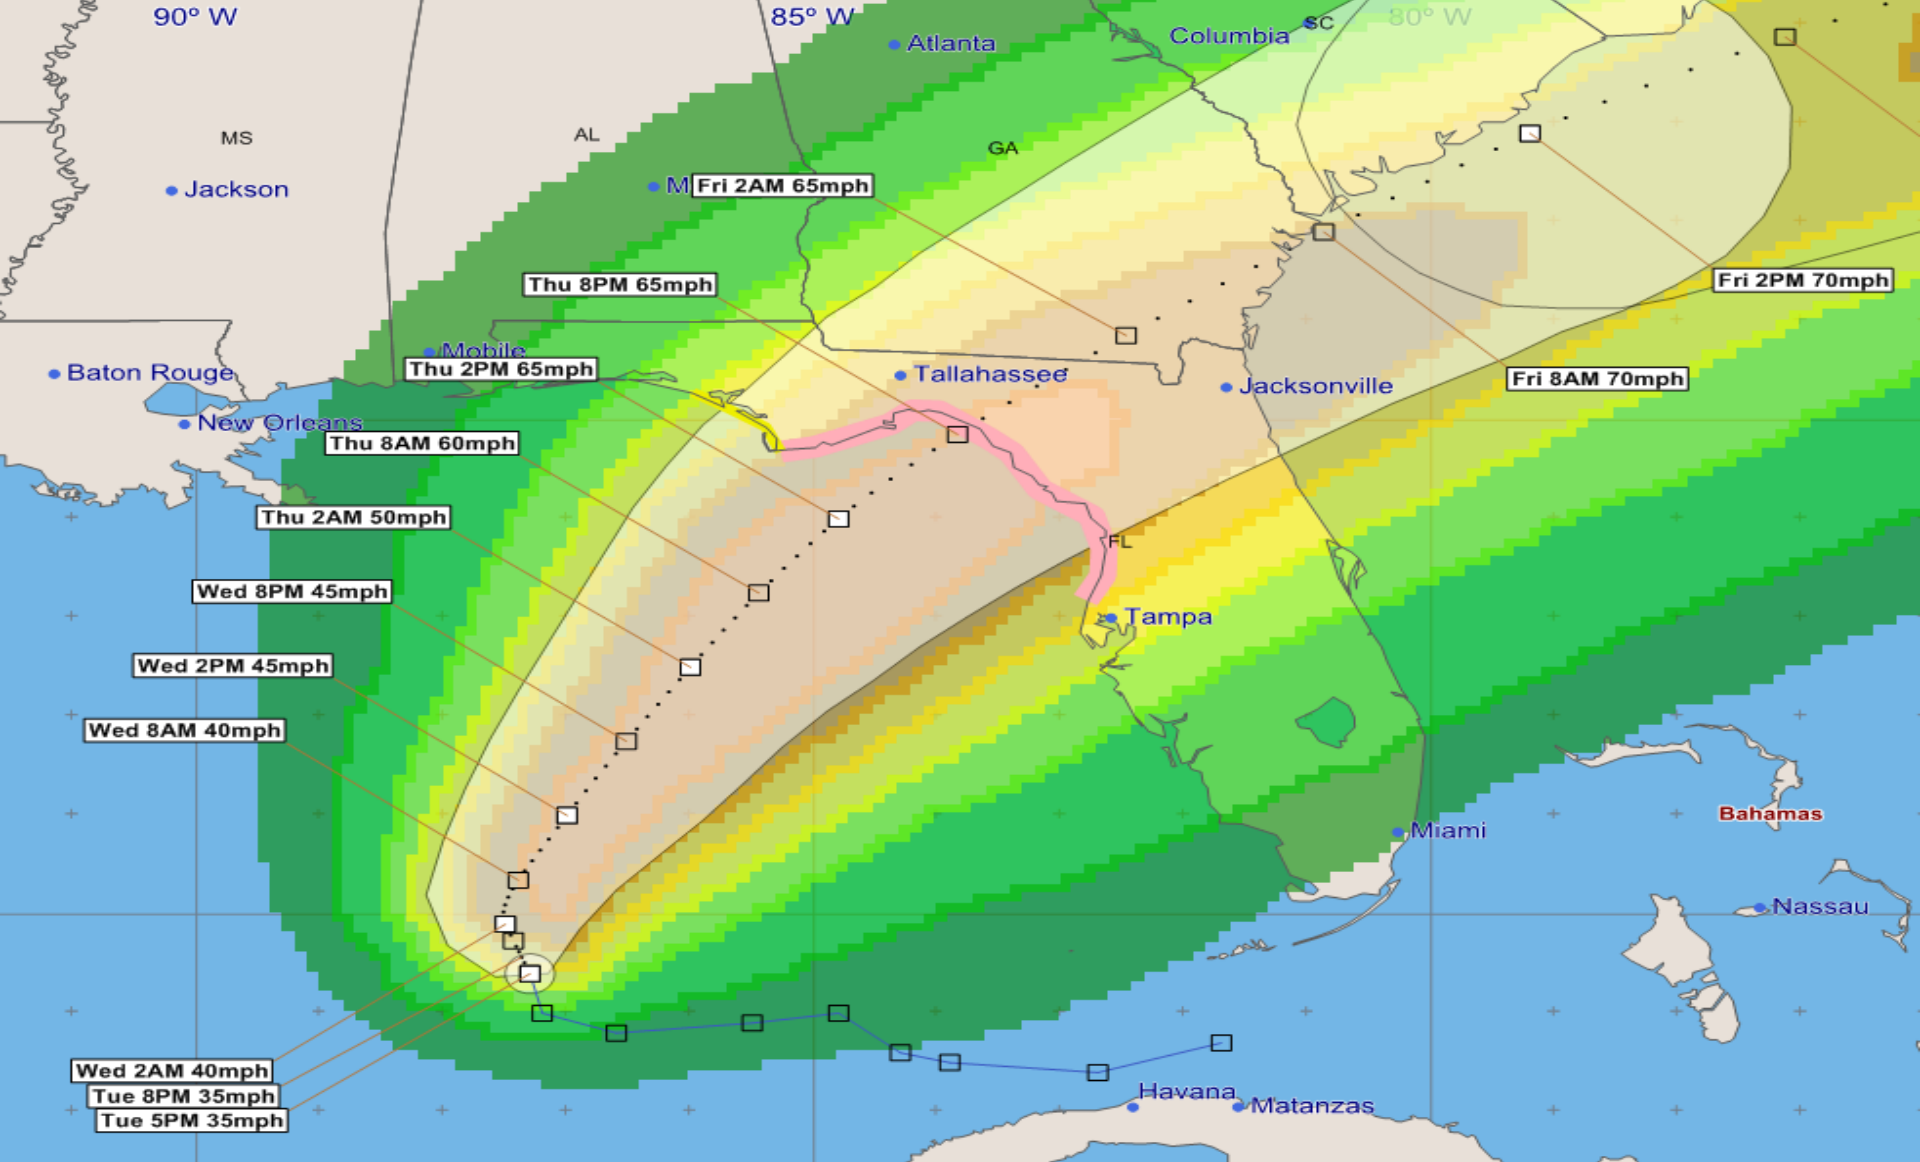 90° W
85° W
80° W
SC
Columbia
Atlanta
MS
AL
GA
Jackson
M
Fri 2AM 65mph
Thu 8PM 65mph
Fri 2PM 70mph
Mobile
Thu 2PM 65mph
Baton Rouge
Tallahassee
Jacksonville
Fri 8AM 70mph
New Orleans
Thu 8AM 60mph
Thu 2AM 50mph
FL
Wed 8PM 45mph
Tampa
Wed 2PM 45mph
Wed 8AM 40mph
Bahamas
Miami
Nassau
Wed 2AM 40mph
Tue 8PM 35mph
Tue 5PM 35mph
Havana
Matanzas